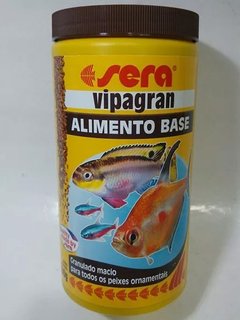 sera
vipagran
ALIMENTO BASE
Granulado macio
para todos os peixes ornamentais